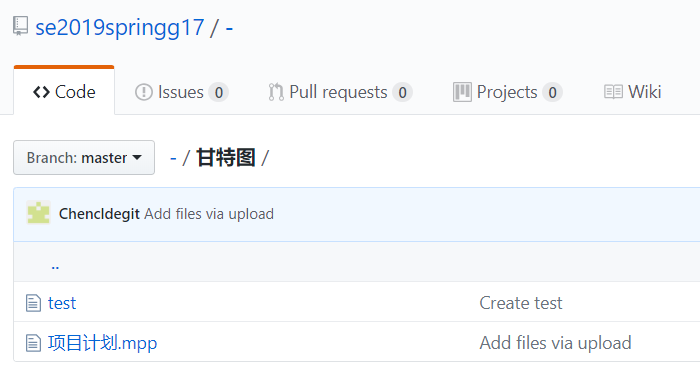 se2019springg17 / -
Code Issues 0 Pull requests 0 Projects 0 Wiki
Branch: master - / 甘特图 /
Chencldegit Add files via upload
..
test Create test
项目计划.mpp Add files via upload